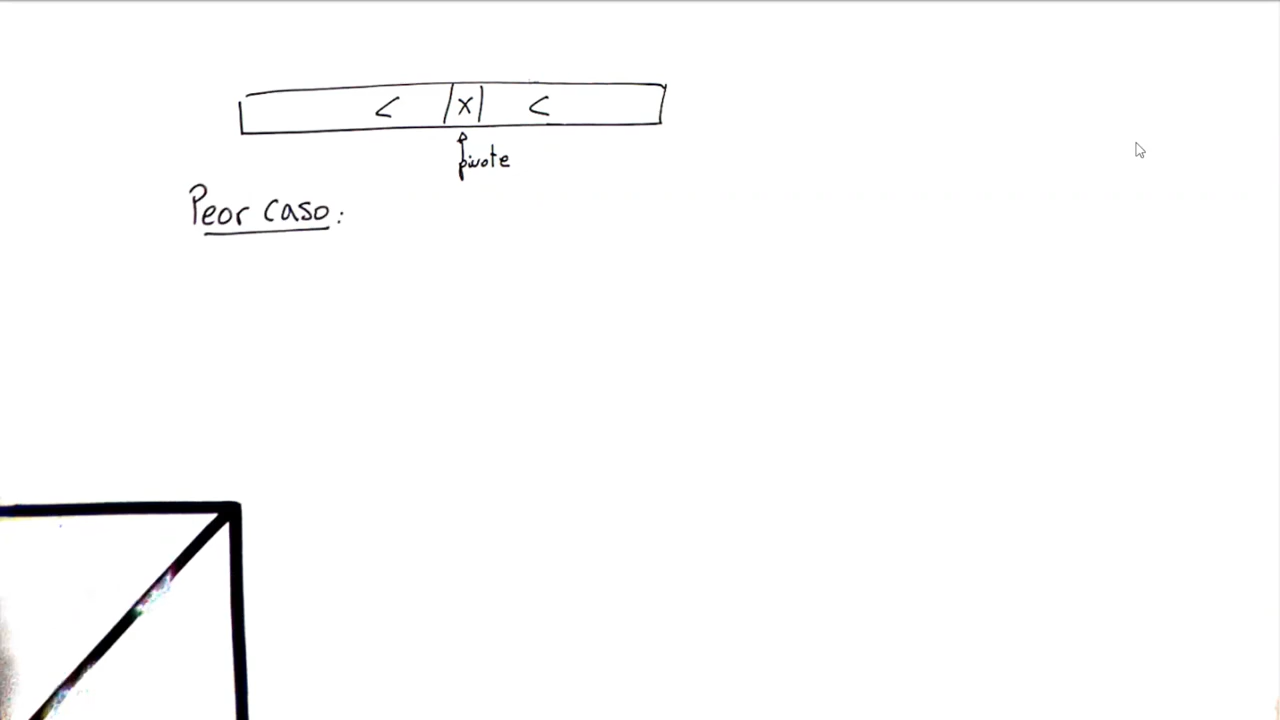 < |x| <
pivote
Peor caso: